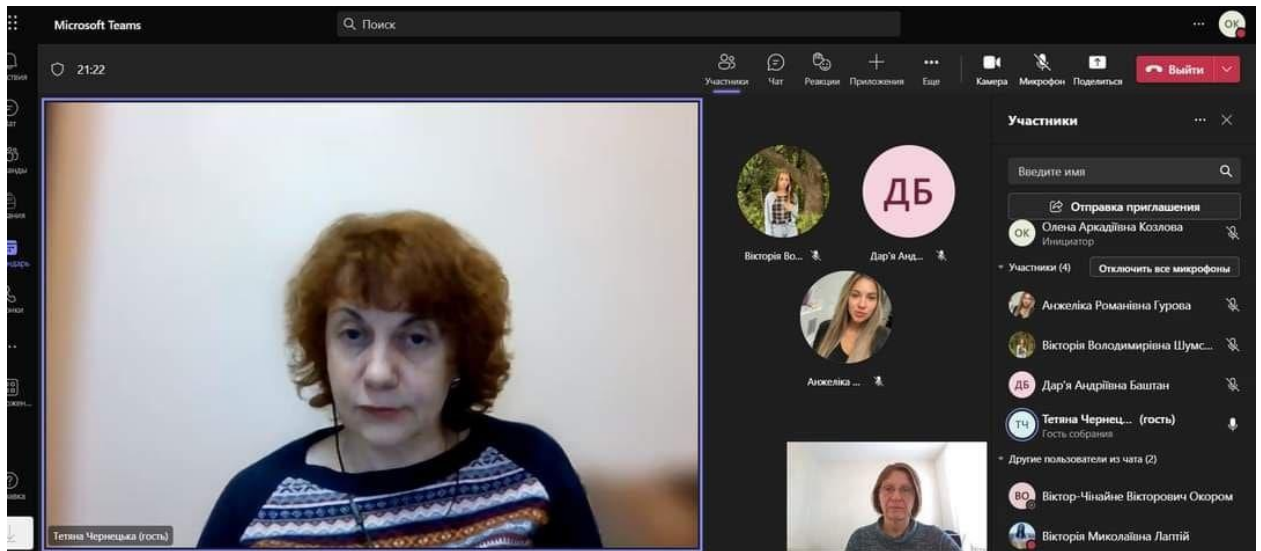 Microsoft Teams
Поиск
ОК
21:22
Участники
Чат
Реакции
Приложения
Еще
Камера
Микрофон
Поделиться
Выйти
Тетяна Чернецька (гость)
ДБ
Вікторія Во...
Дар'я Анд...
Анжеліка ...
Участники
Введите имя
Отправка приглашения
ОК
Олена Аркадіївна Козлова
Инициатор
Участники (4)
Отключить все микрофоны
Анжеліка Романівна Гурова
Вікторія Володимирівна Шумс...
ДБ
Дар'я Андріївна Баштан
ТЧ
Тетяна Чернец... (гость)
Гость собрания
Другие пользователи из чата (2)
ВО
Віктор-Чінайне Вікторович Окором
Вікторія Миколаївна Лаптій